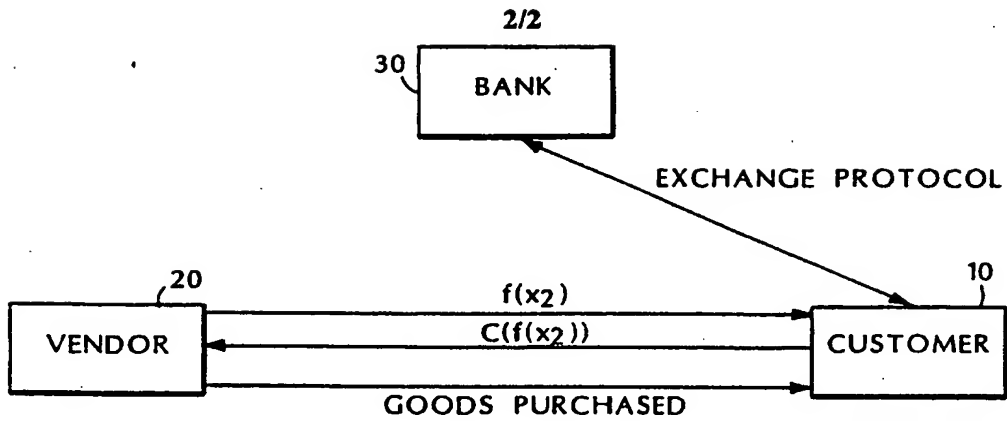 2/2
30
BANK
EXCHANGE PROTOCOL
20
10
f(x₂)
VENDOR
C(f(x₂))
CUSTOMER
GOODS PURCHASED